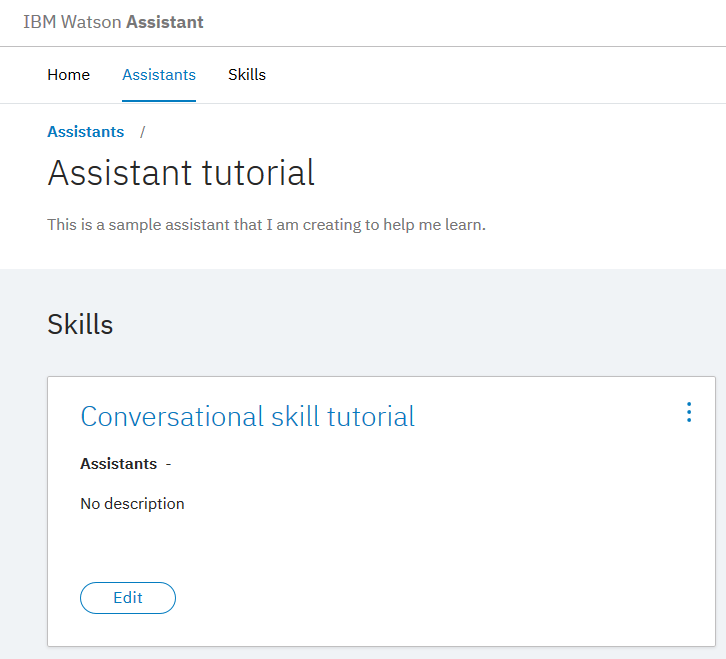 IBM Watson Assistant
Home Assistants Skills
Assistants /
Assistant tutorial
This is a sample assistant that I am creating to help me learn.
Skills
Conversational skill tutorial
Assistants -
No description
Edit